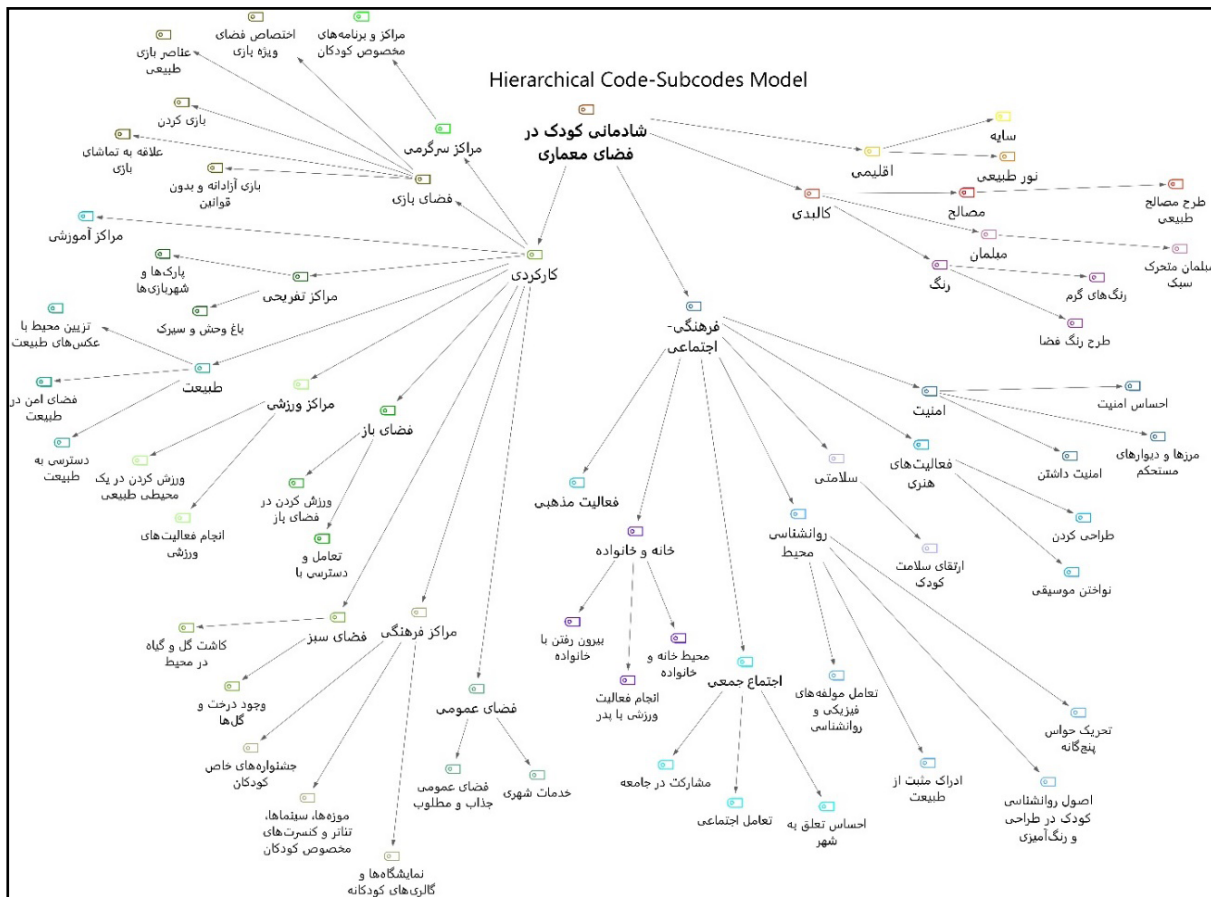 Hierarchical Code-Subcodes Model
شادمانی کودک در
فضای معماری
اقلیمی
سایه
نور طبیعی
کالبدی
مصالح
طرح مصالح
طبیعی
مبلمان
مبلمان متحرک
سبک
رنگ
رنگ‌های گرم
طرح رنگ فضا
فرهنگی-
اجتماعی
امنیت
احساس امنیت
مرزها و دیوارهای
مستحکم
امنیت داشتن
فعالیت‌های
هنری
طراحی کردن
نواختن موسیقی
سلامتی
ارتقای سلامت
کودک
روانشناسی
محیط
تحریک حواس
پنج‌گانه
اصول روانشناسی
کودک در طراحی
و رنگ‌آمیزی
ادراک مثبت از
طبیعت
تعامل مولفه‌های
فیزیکی و
روانشناسی
اجتماع جمعی
احساس تعلق به
شهر
تعامل اجتماعی
مشارکت در جامعه
خانه و خانواده
محیط خانه و
خانواده
انجام فعالیت
ورزشی با پدر
بیرون رفتن با
خانواده
فعالیت مذهبی
کارکردی
مراکز سرگرمی
مراکز و برنامه‌های
مخصوص کودکان
فضای بازی
اختصاص فضای
ویژه بازی
عناصر بازی
طبیعی
بازی کردن
علاقه به تماشای
بازی
بازی آزادانه و بدون
قوانین
مراکز آموزشی
مراکز تفریحی
پارک‌ها و
شهربازی‌ها
باغ وحش و سیرک
طبیعت
تزیین محیط با
عکس‌های طبیعت
فضای امن در
طبیعت
دسترسی به
طبیعت
مراکز ورزشی
ورزش کردن در یک
محیطی طبیعی
انجام فعالیت‌های
ورزشی
فضای باز
ورزش کردن در
فضای باز
تعامل و
دسترسی با
فضای سبز
کاشت گل و گیاه
در محیط
وجود درخت و
گل‌ها
مراکز فرهنگی
جشنواره‌های خاص
کودکان
موزه‌ها، سینماها،
تئاتر و کنسرت‌های
مخصوص کودکان
نمایشگاه‌ها و
گالری‌های کودکانه
فضای عمومی
فضای عمومی
جذاب و مطلوب
خدمات شهری